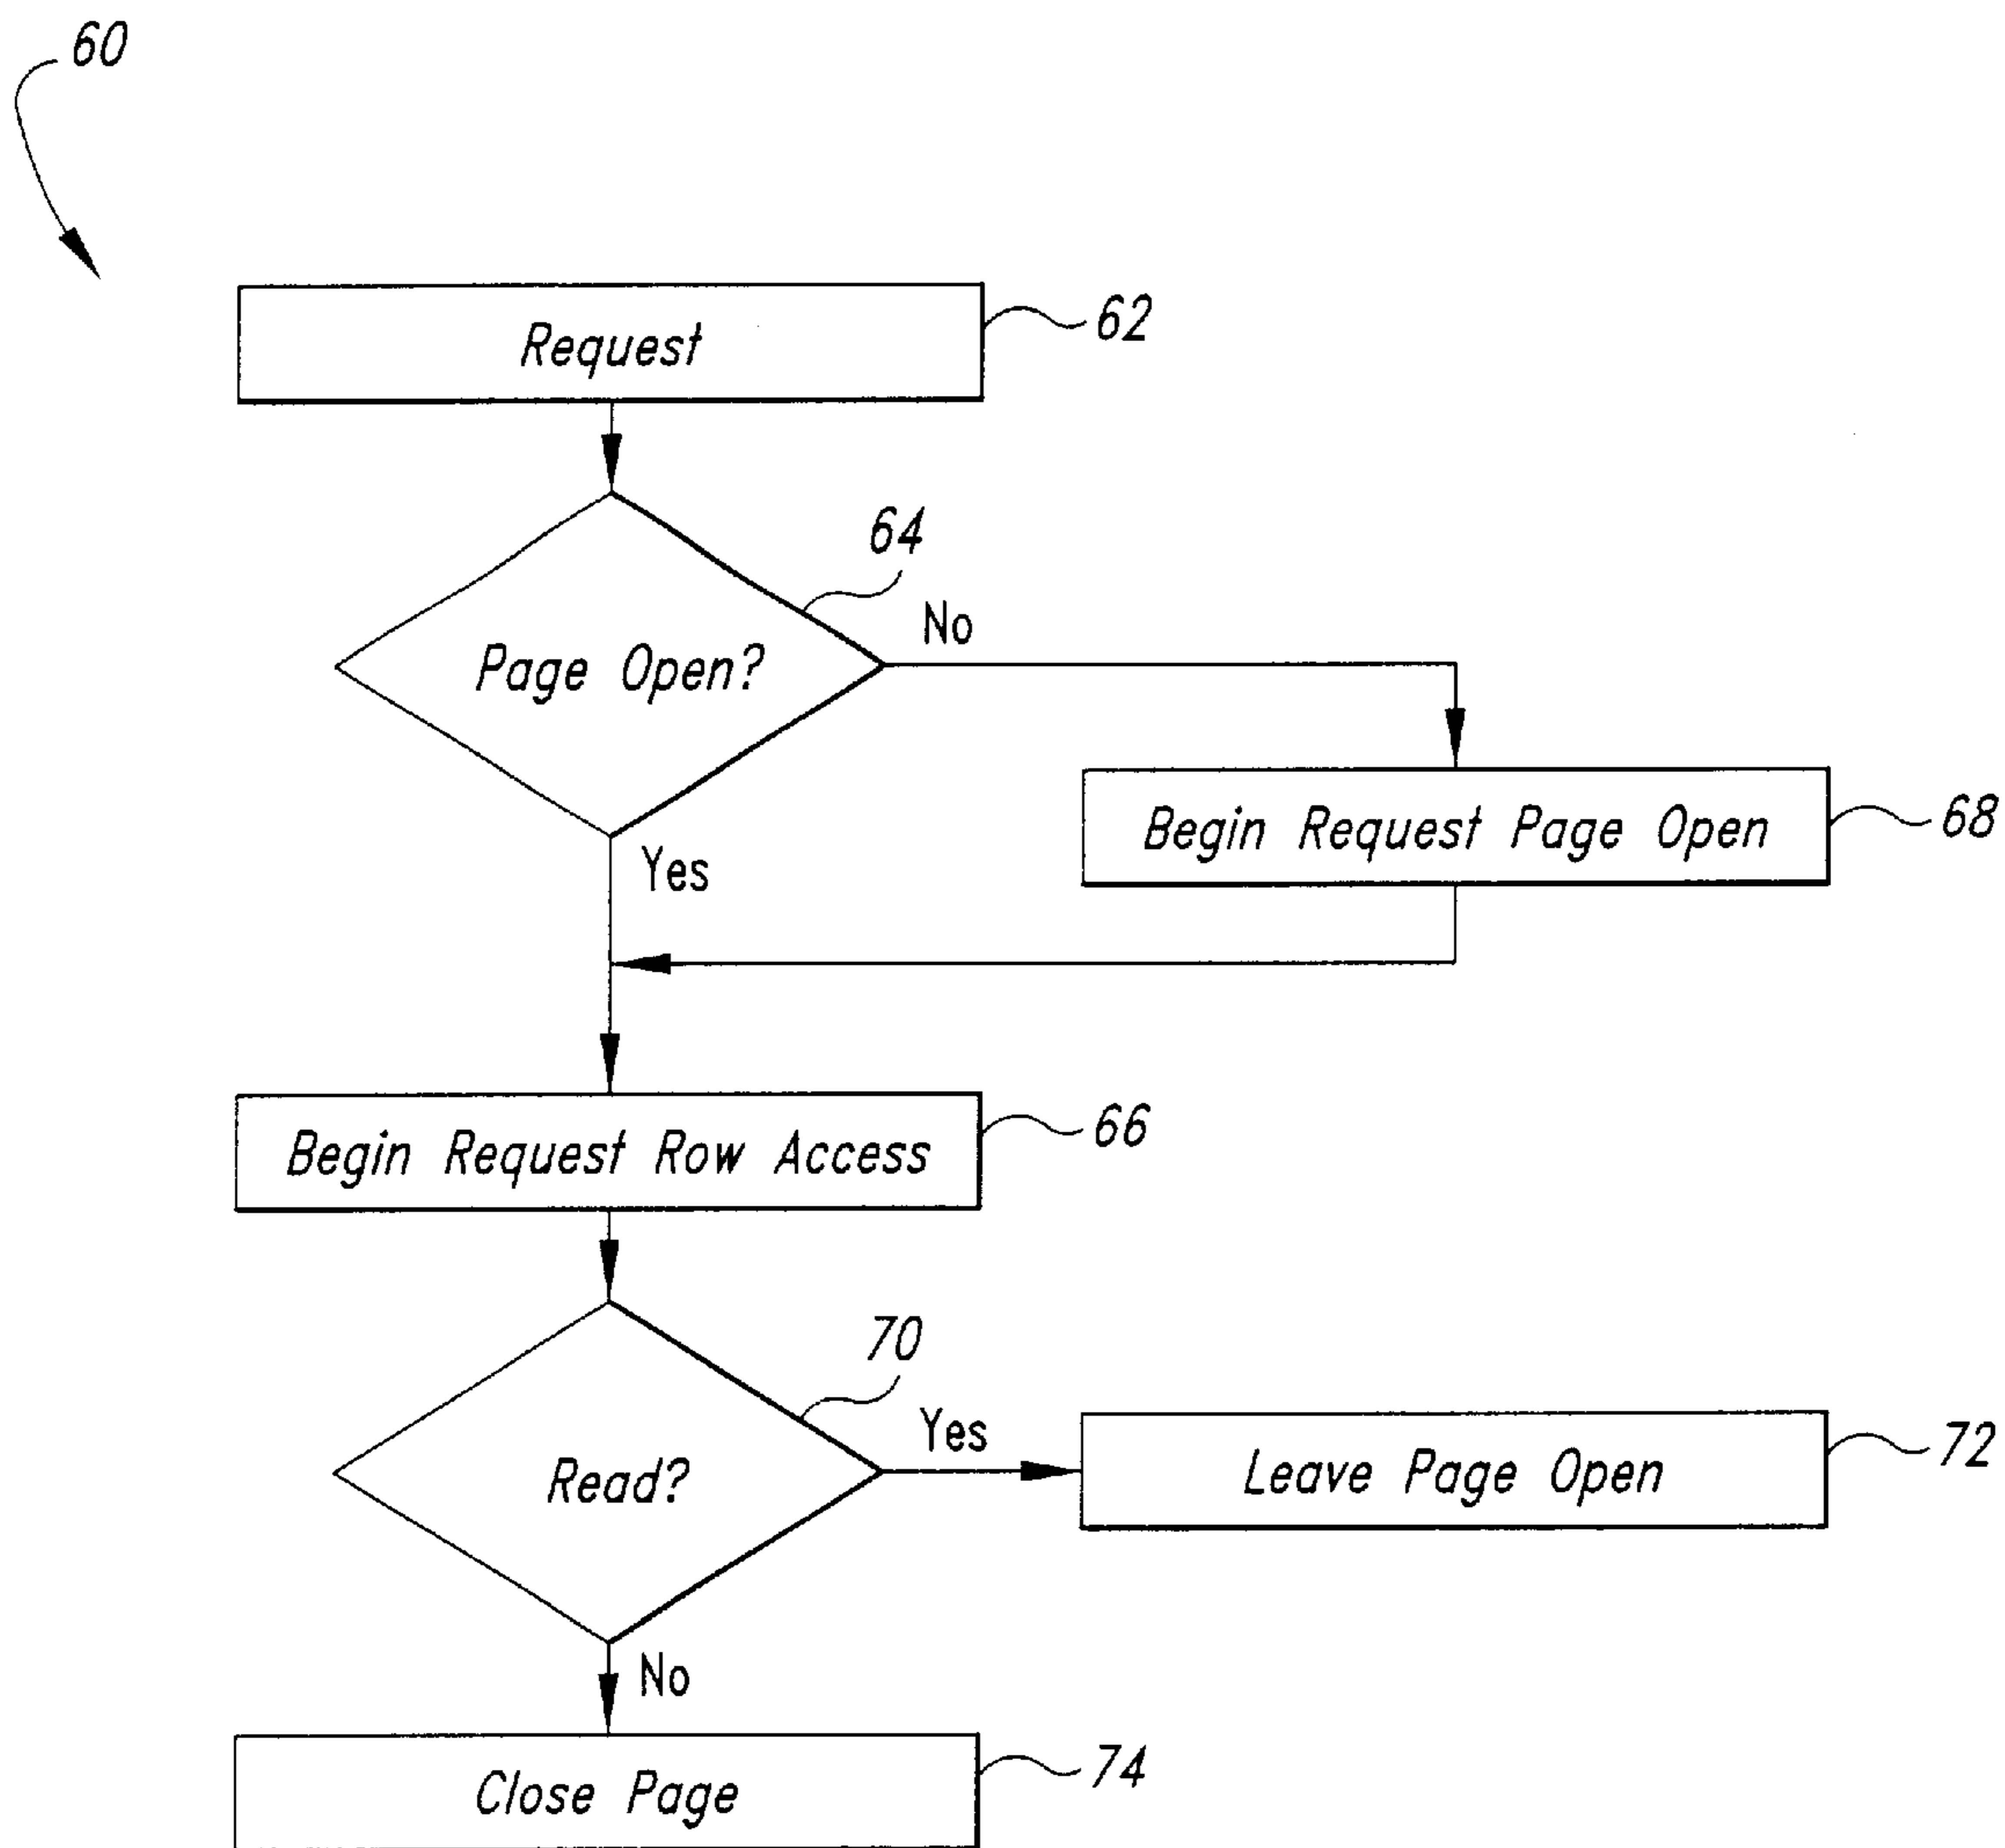 60
Request
62
64
Page Open?
No
Yes
Begin Request Page Open
68
Begin Request Row Access
66
70
Read?
Yes
Leave Page Open
72
No
Close Page
74